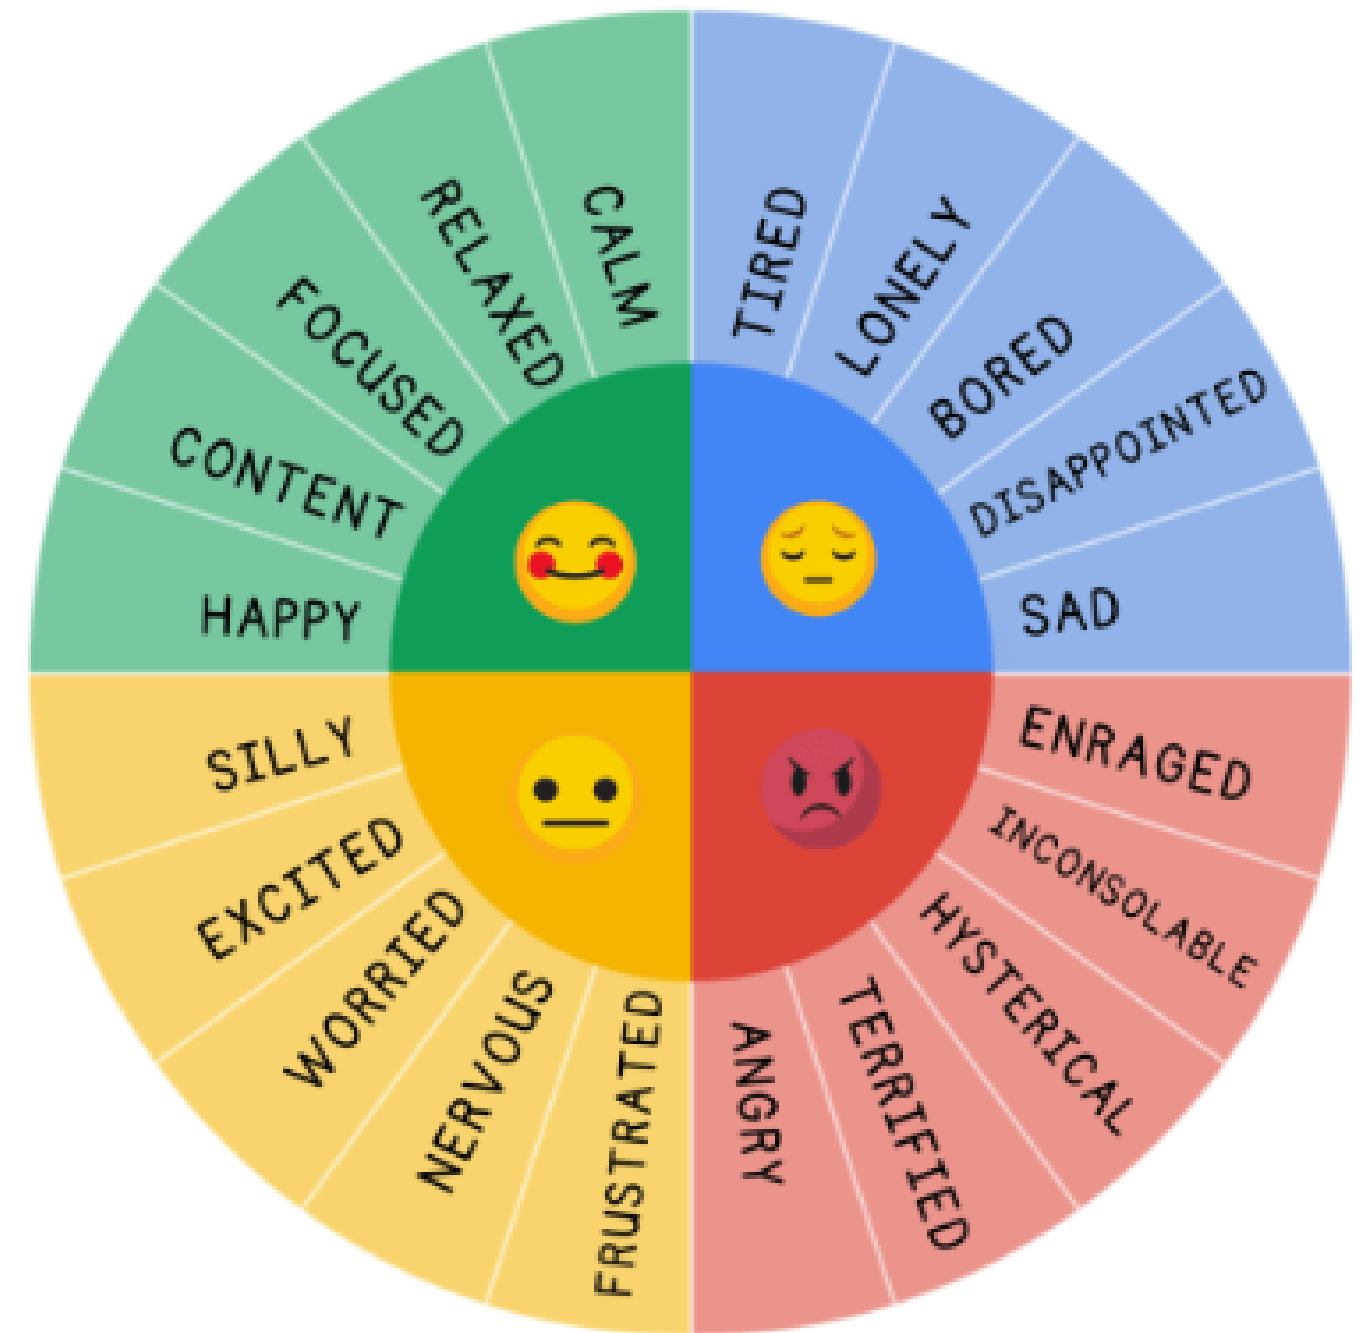 CALM
RELAXED
FOCUSED
CONTENT
HAPPY
TIRED
LONELY
BORED
DISAPPOINTED
SAD
SILLY
EXCITED
WORRIED
NERVOUS
FRUSTRATED
ENRAGED
INCONSOLABLE
HYSTERICAL
TERRIFIED
ANGRY